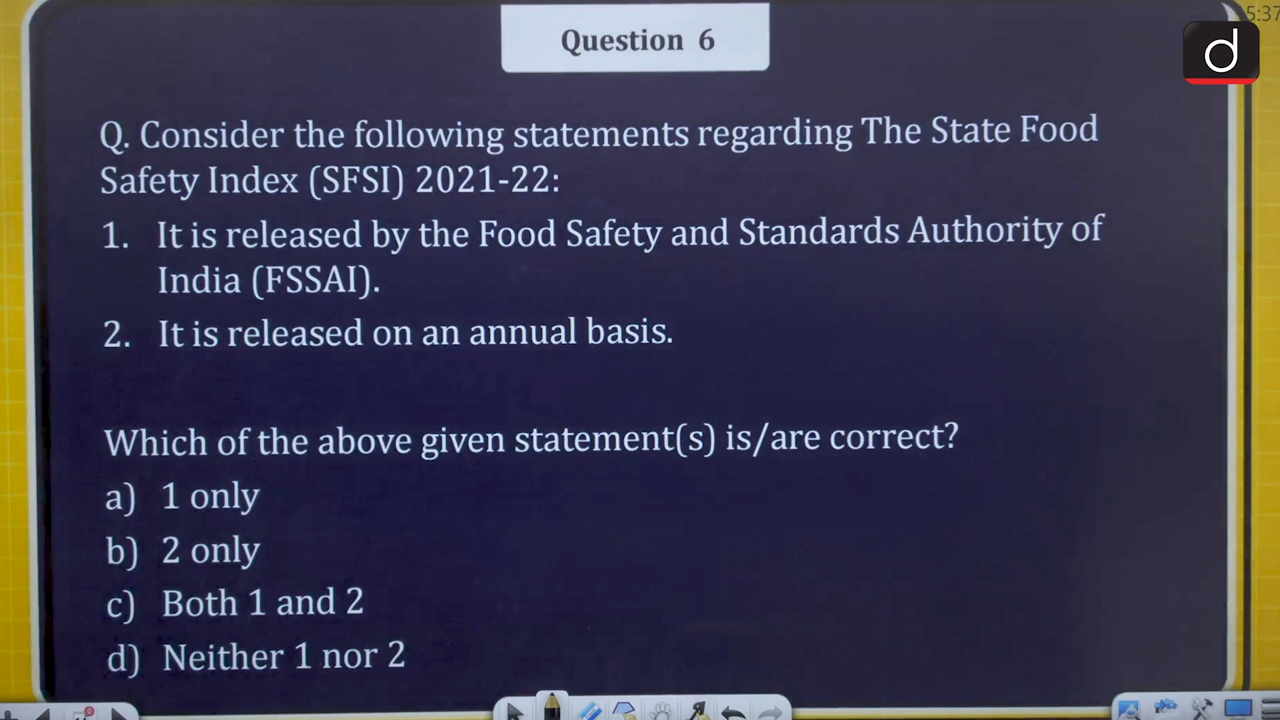 5:37
Question 6
d
Q. Consider the following statements regarding The State Food
Safety Index (SFSI) 2021-22:
1. It is released by the Food Safety and Standards Authority of
India (FSSAI).
2. It is released on an annual basis.
Which of the above given statement(s) is/are correct?
a) 1 only
b) 2 only
c) Both 1 and 2
d) Neither 1 nor 2